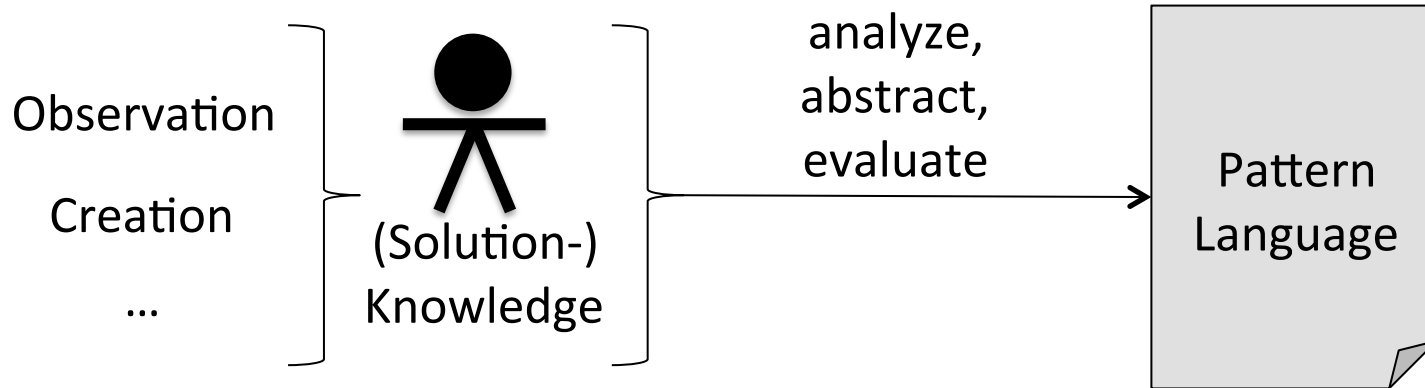 Observation
Creation
...
(Solution-)
Knowledge
analyze,
abstract,
evaluate
Pattern
Language